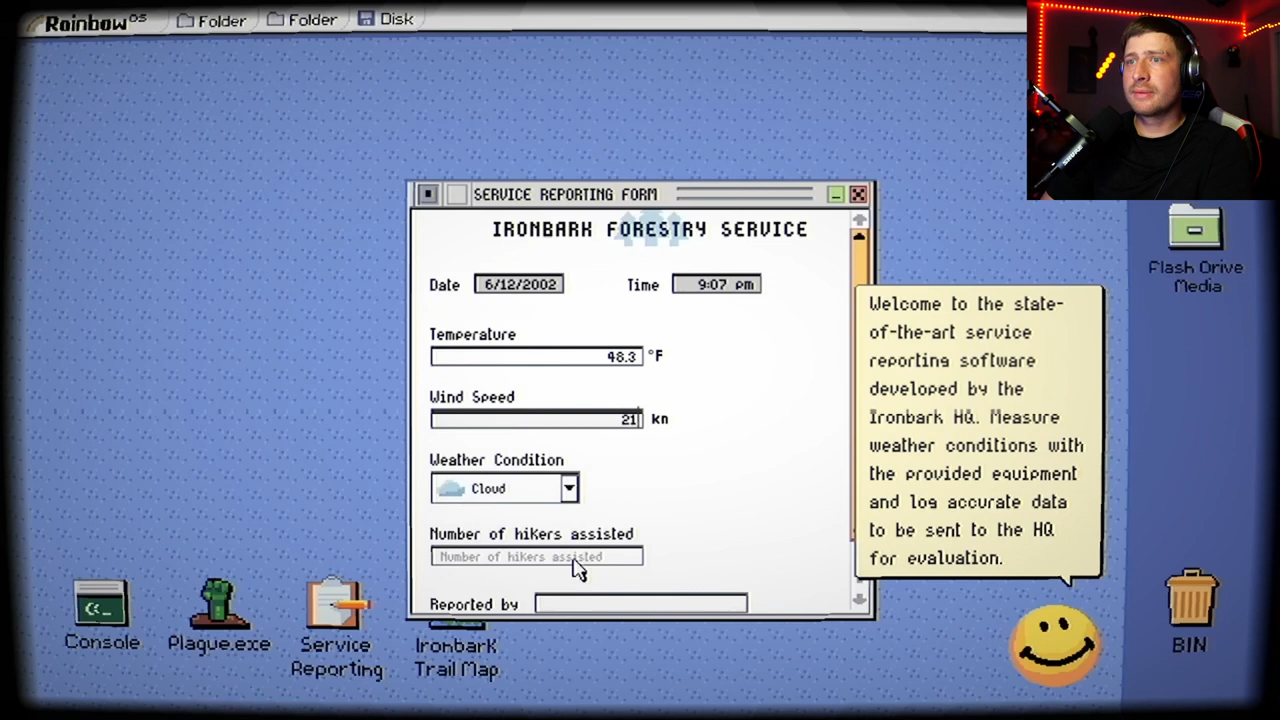 Rainbow OS
Folder
Folder
Disk
SERVICE REPORTING FORM
IRONBARK FORESTRY SERVICE
Date 6/12/2002 Time 9:07 pm
Temperature
48.3 °F
Wind Speed
21 kn
Weather Condition
Cloud
Number of hikers assisted
Number of hikers assisted
Reported by
Welcome to the state-
of-the-art service
reporting software
developed by the
Ironbark HQ. Measure
weather conditions with
the provided equipment
and log accurate data
to be sent to the HQ
for evaluation.
Flash Drive
Media
Console
Plague.exe
Service
Reporting
Ironbark
Trail Map
BIN